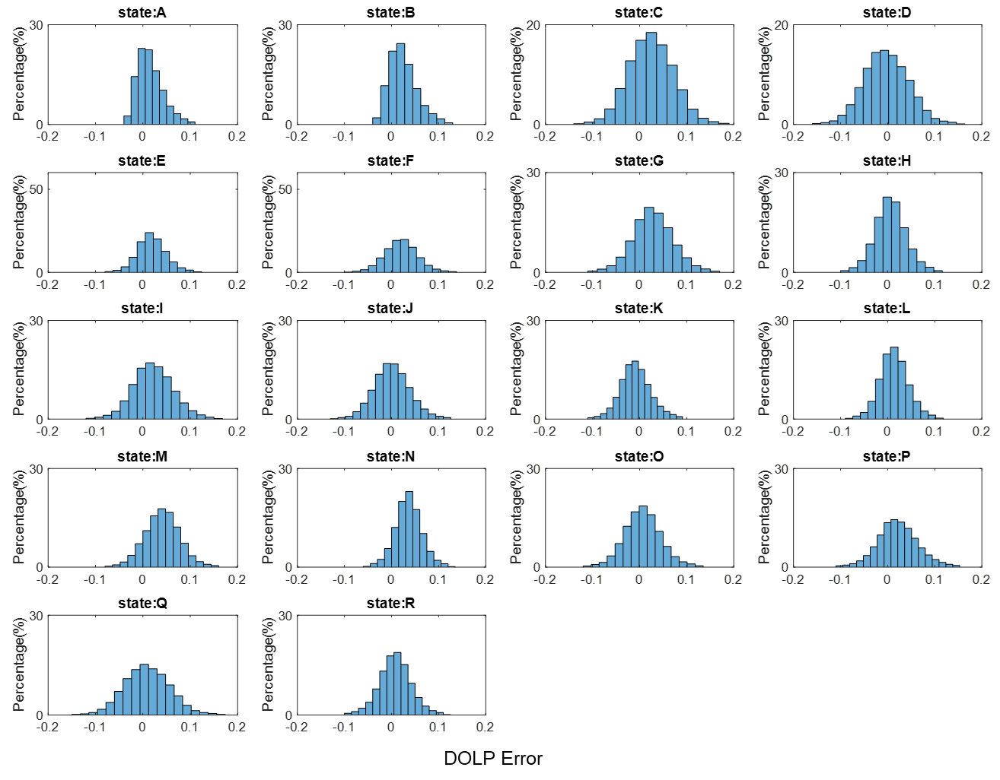 state:A state:B state:C state:D
Percentage(%) 30 0 -0.2 -0.1 0 0.1 0.2
Percentage(%) 30 0 -0.2 -0.1 0 0.1 0.2
Percentage(%) 20 0 -0.2 -0.1 0 0.1 0.2
Percentage(%) 20 0 -0.2 -0.1 0 0.1 0.2
state:E state:F state:G state:H
Percentage(%) 50 0 -0.2 -0.1 0 0.1 0.2
Percentage(%) 50 0 -0.2 -0.1 0 0.1 0.2
Percentage(%) 30 0 -0.2 -0.1 0 0.1 0.2
Percentage(%) 30 0 -0.2 -0.1 0 0.1 0.2
state:I state:J state:K state:L
Percentage(%) 30 0 -0.2 -0.1 0 0.1 0.2
Percentage(%) 30 0 -0.2 -0.1 0 0.1 0.2
Percentage(%) 30 0 -0.2 -0.1 0 0.1 0.2
Percentage(%) 30 0 -0.2 -0.1 0 0.1 0.2
state:M state:N state:O state:P
Percentage(%) 30 0 -0.2 -0.1 0 0.1 0.2
Percentage(%) 30 0 -0.2 -0.1 0 0.1 0.2
Percentage(%) 30 0 -0.2 -0.1 0 0.1 0.2
Percentage(%) 30 0 -0.2 -0.1 0 0.1 0.2
state:Q state:R
Percentage(%) 30 0 -0.2 -0.1 0 0.1 0.2
Percentage(%) 30 0 -0.2 -0.1 0 0.1 0.2
DOLP Error